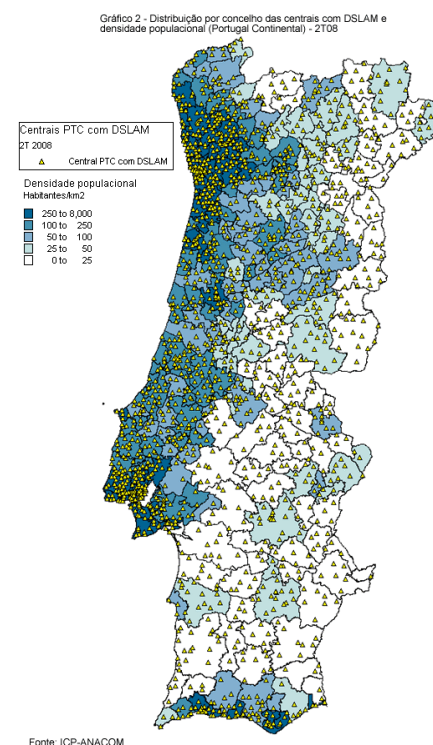 Gráfico 2 - Distribuição por concelho das centrais com DSLAM e
densidade populacional (Portugal Continental) - 2T08
Centrais PTC com DSLAM
2T 2008
Central PTC com DSLAM
Densidade populacional
Habitantes/km2
250 to 8,000
100 to 250
50 to 100
25 to 50
0 to 25
Fonte: ICP-ANACOM